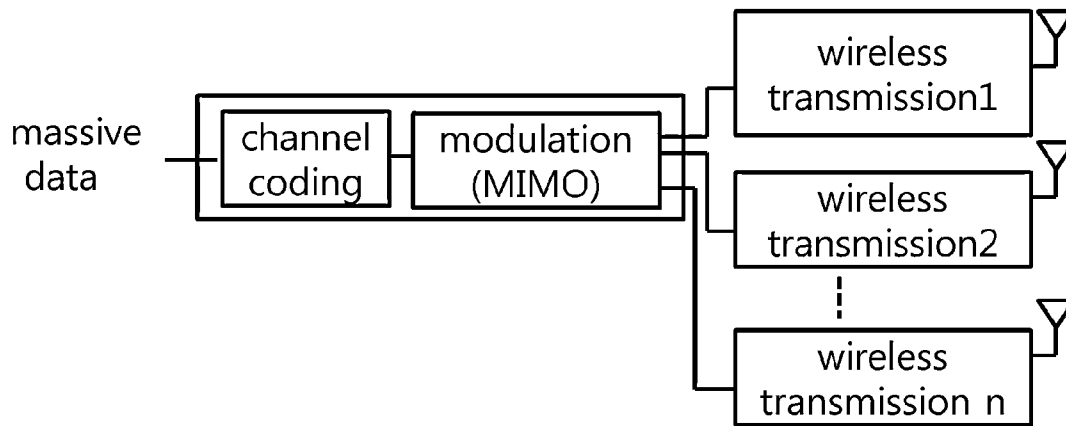 massive
data
channel
coding
modulation
(MIMO)
wireless
transmission1
wireless
transmission2
wireless
transmission n